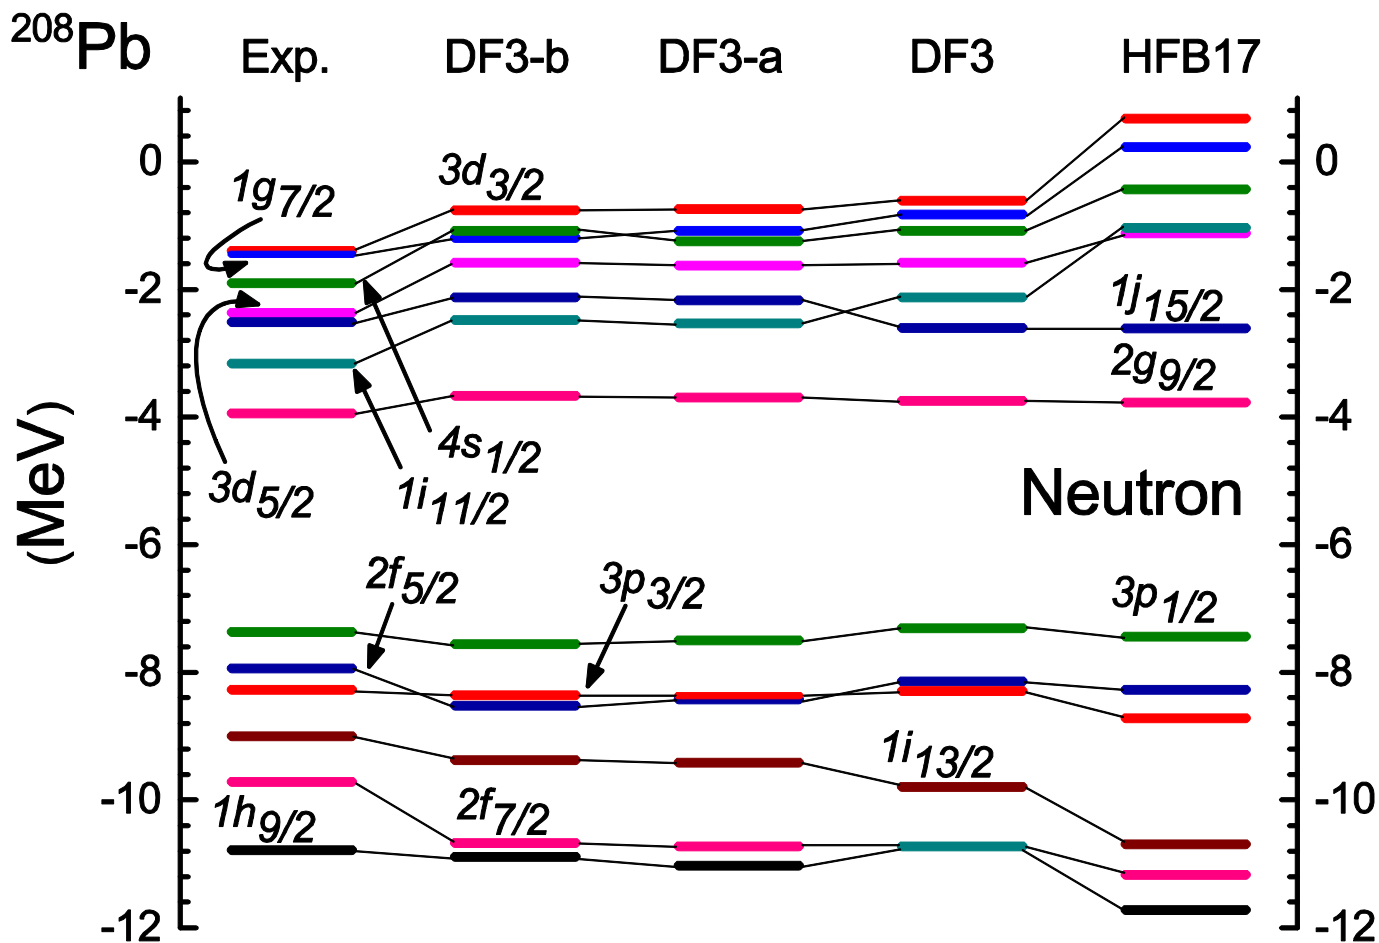 ²⁰⁸Pb
Exp. DF3-b DF3-a DF3 HFB17
0 0
-2 -2
-4 -4
-6 -6
-8 -8
-10 -10
-12 -12
(MeV)
1g7/2
3d3/2
1j15/2
2g9/2
4s1/2
3d5/2
1i11/2
Neutron
2f5/2
3p3/2
3p1/2
1i13/2
1h9/2
2f7/2